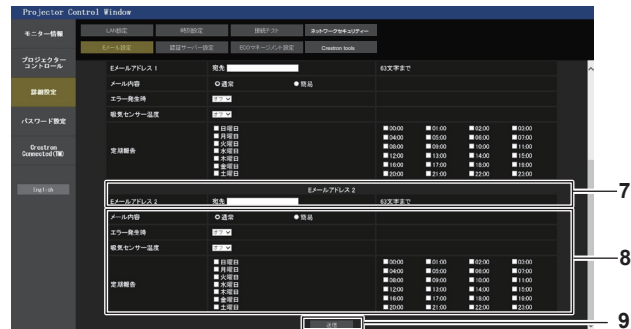 Projector Control Window
モニター情報
プロジェクター
コントロール
詳細設定
パスワード設定
Crestron
Connected(TM)
English
LAN設定 時刻設定 接続テスト ネットワークセキュリティー
Eメール設定 認証サーバー設定 ECOマネージメント設定 Crestron tools
Eメールアドレス 1 宛先 63文字まで
メール内容 通常 簡易
エラー発生時 オフ
吸気センサー温度 オフ
定期報告
日曜日 00:00 01:00 02:00 03:00
月曜日 04:00 05:00 06:00 07:00
火曜日 08:00 09:00 10:00 11:00
水曜日
木曜日 12:00 13:00 14:00 15:00
金曜日 16:00 17:00 18:00 19:00
土曜日 20:00 21:00 22:00 23:00
Eメールアドレス 2
Eメールアドレス 2 宛先 63文字まで
メール内容 通常 簡易
エラー発生時 オフ
吸気センサー温度 オフ
定期報告
日曜日 00:00 01:00 02:00 03:00
月曜日 04:00 05:00 06:00 07:00
火曜日 08:00 09:00 10:00 11:00
水曜日
木曜日 12:00 13:00 14:00 15:00
金曜日 16:00 17:00 18:00 19:00
土曜日 20:00 21:00 22:00 23:00
送信
7
8
9